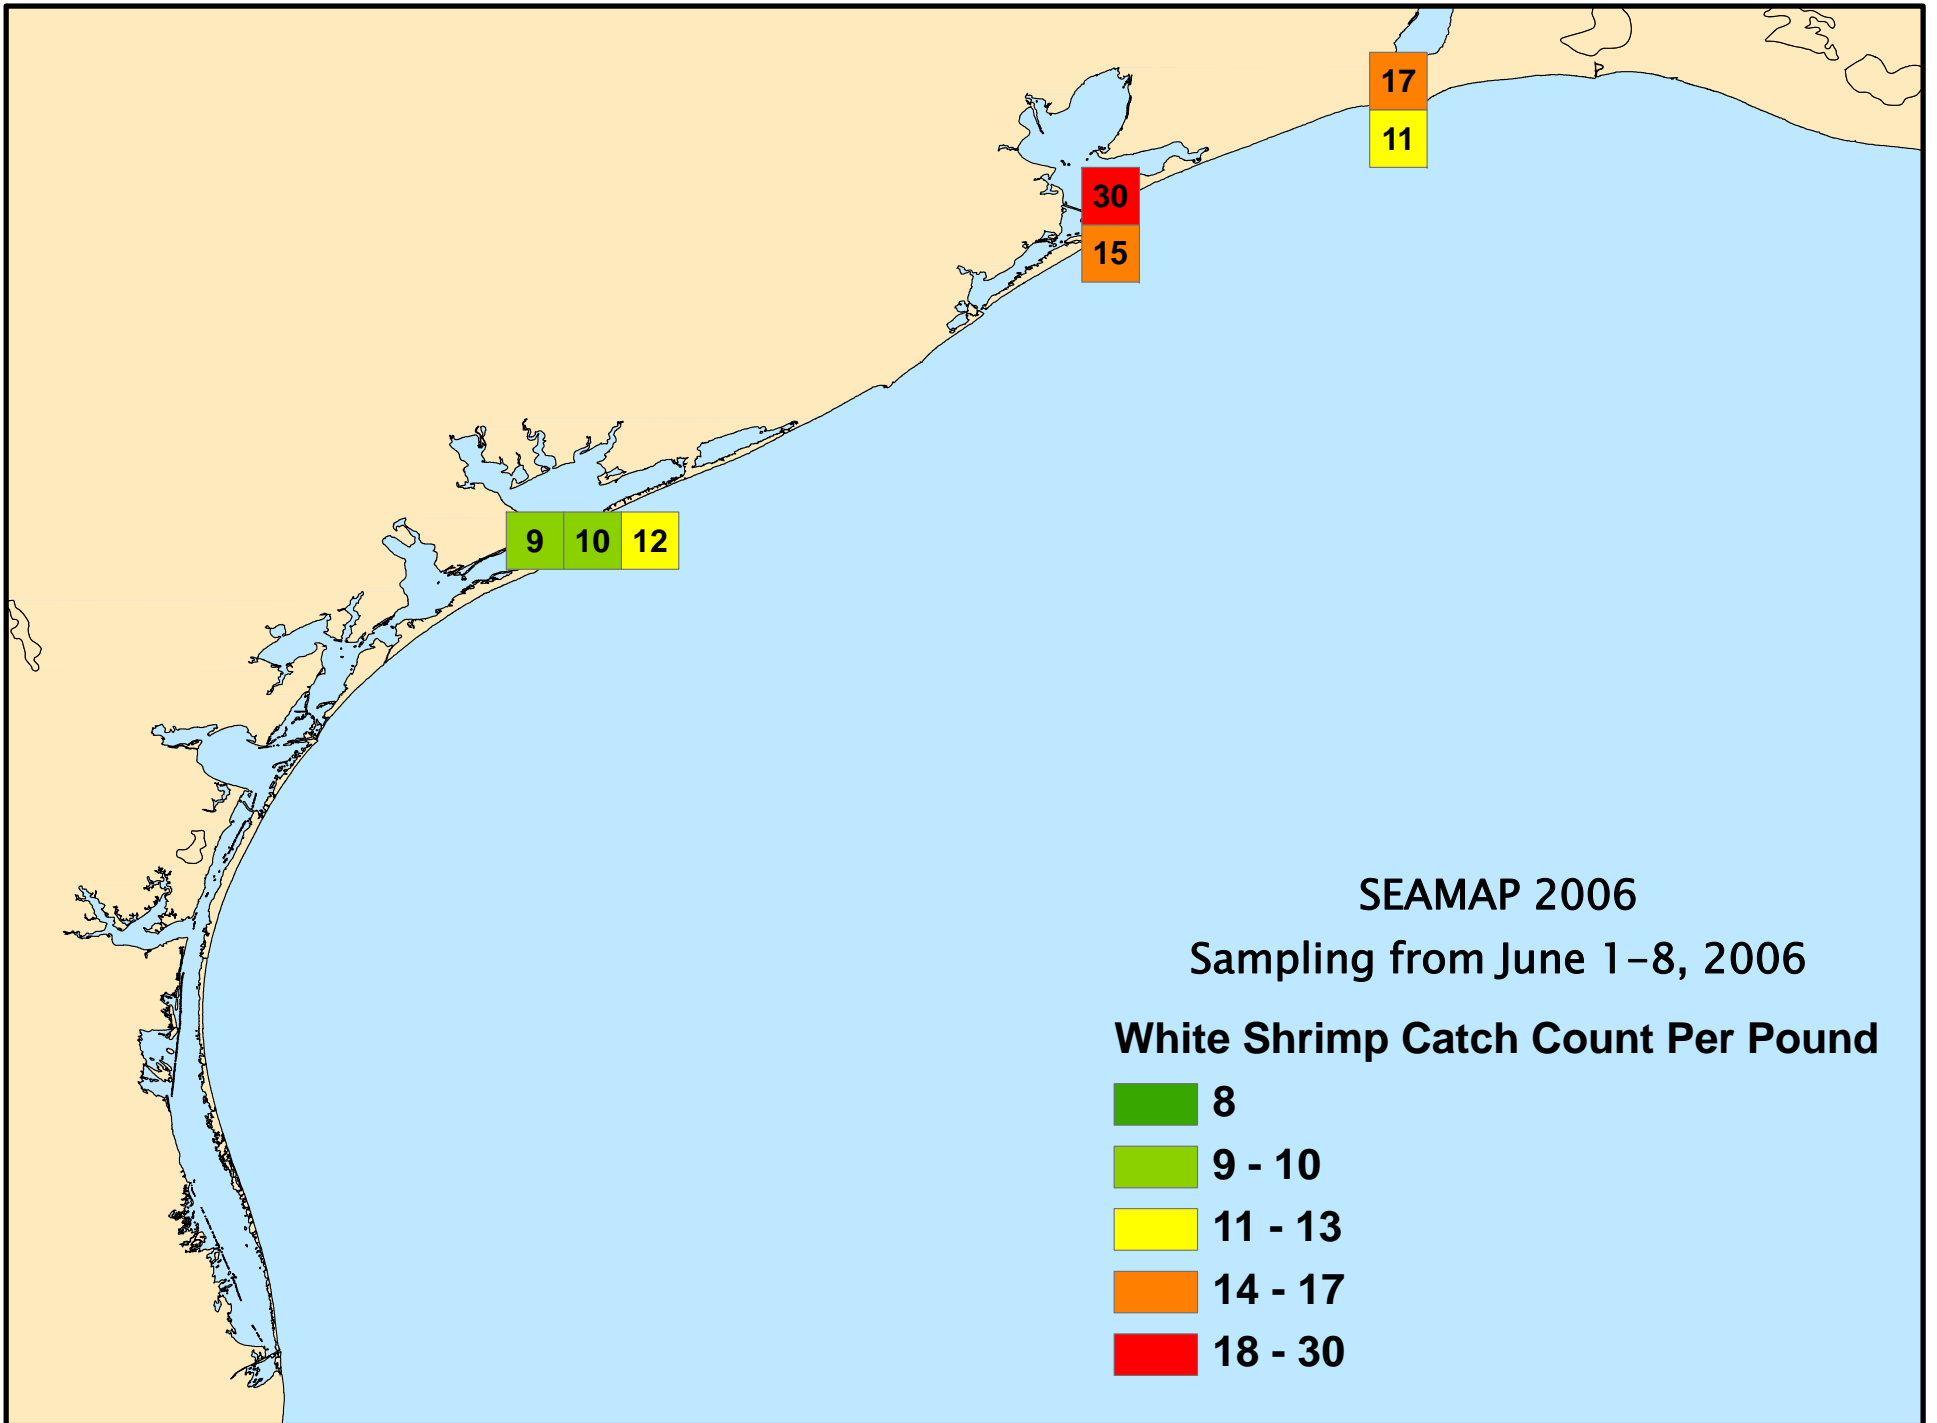 17
11
30
15
9 10 12
SEAMAP 2006
Sampling from June 1-8, 2006
White Shrimp Catch Count Per Pound
8
9 - 10
11 - 13
14 - 17
18 - 30